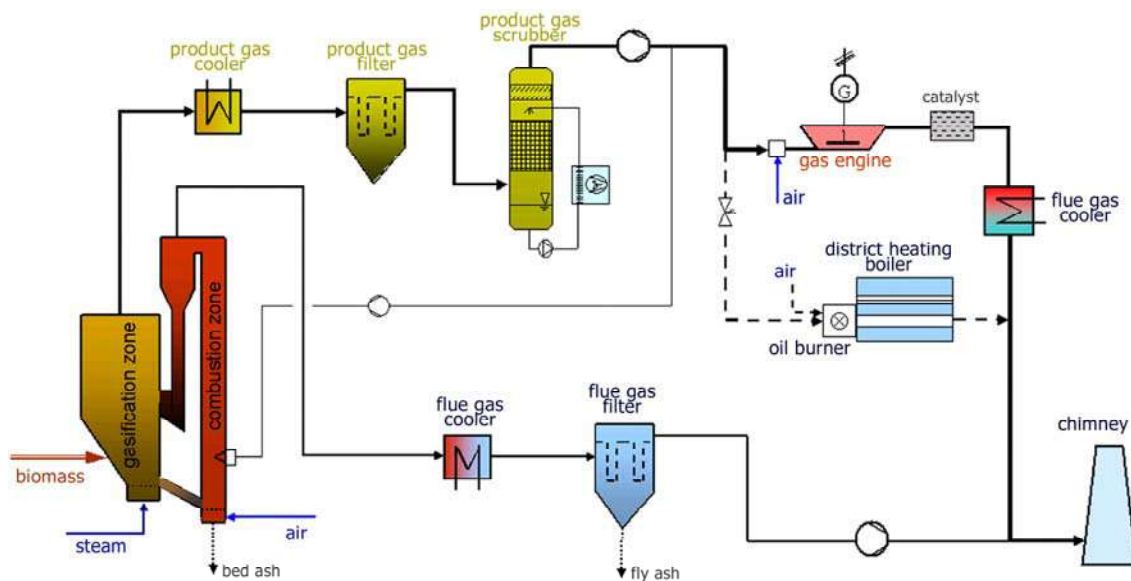 product gas
scrubber
product gas
cooler
product gas
filter
G
catalyst
gas engine
air
flue gas
cooler
district heating
boiler
air
oil burner
gasification zone
combustion zone
flue gas
cooler
flue gas
filter
chimney
biomass
steam
air
bed ash
fly ash